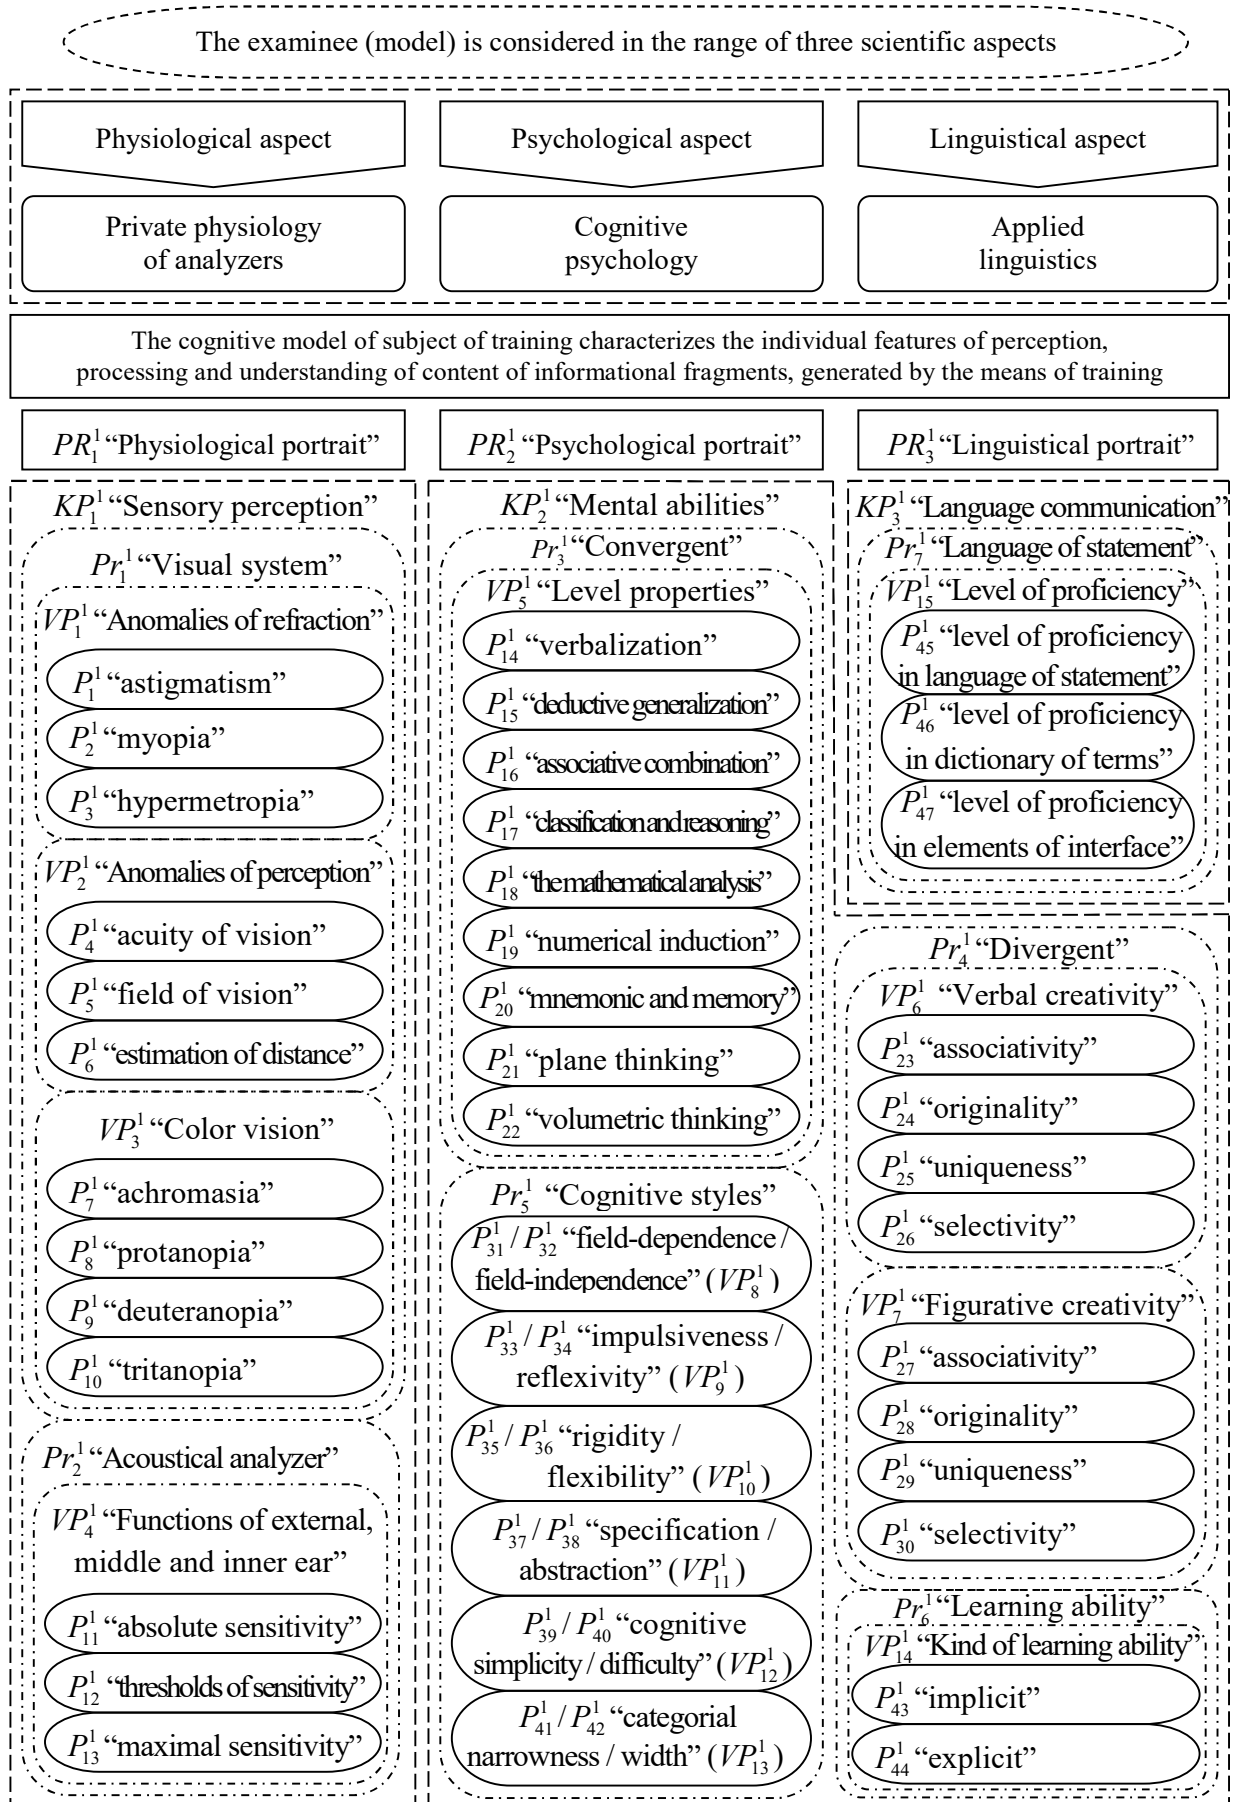 The examinee (model) is considered in the range of three scientific aspects
Physiological aspect
Psychological aspect
Linguistical aspect
Private physiology
of analyzers
Cognitive
psychology
Applied
linguistics
The cognitive model of subject of training characterizes the individual features of perception,
processing and understanding of content of informational fragments, generated by the means of training
PR₁¹ “Physiological portrait”
PR₂¹ “Psychological portrait”
PR₃¹ “Linguistical portrait”
KP₁¹ “Sensory perception”
Pr₁¹ “Visual system”
VP₁¹ “Anomalies of refraction”
P₁¹ “astigmatism”
P₂¹ “myopia”
P₃¹ “hypermetropia”
VP₂¹ “Anomalies of perception”
P₄¹ “acuity of vision”
P₅¹ “field of vision”
P₆¹ “estimation of distance”
VP₃¹ “Color vision”
P₇¹ “achromasia”
P₈¹ “protanopia”
P₉¹ “deuteranopia”
P₁₀¹ “tritanopia”
Pr₂¹ “Acoustical analyzer”
VP₄¹ “Functions of external,
middle and inner ear”
P₁₁¹ “absolute sensitivity”
P₁₂¹ “thresholds of sensitivity”
P₁₃¹ “maximal sensitivity”
KP₂¹ “Mental abilities”
Pr₃¹ “Convergent”
VP₅¹ “Level properties”
P₁₄¹ “verbalization”
P₁₅¹ “deductive generalization”
P₁₆¹ “associative combination”
P₁₇¹ “classification and reasoning”
P₁₈¹ “the mathematical analysis”
P₁₉¹ “numerical induction”
P₂₀¹ “mnemonic and memory”
P₂₁¹ “plane thinking”
P₂₂¹ “volumetric thinking”
Pr₅¹ “Cognitive styles”
P₃₁¹ / P₃₂¹ “field-dependence /
field-independence” (VP₈¹)
P₃₃¹ / P₃₄¹ “impulsiveness /
reflexivity” (VP₉¹)
P₃₅¹ / P₃₆¹ “rigidity /
flexibility” (VP₁₀¹)
P₃₇¹ / P₃₈¹ “specification /
abstraction” (VP₁₁¹)
P₃₉¹ / P₄₀¹ “cognitive
simplicity / difficulty” (VP₁₂¹)
P₄₁¹ / P₄₂¹ “categorial
narrowness / width” (VP₁₃¹)
KP₃¹ “Language communication”
Pr₇¹ “Language of statement”
VP₁₅¹ “Level of proficiency”
P₄₅¹ “level of proficiency
in language of statement”
P₄₆¹ “level of proficiency
in dictionary of terms”
P₄₇¹ “level of proficiency
in elements of interface”
Pr₄¹ “Divergent”
VP₆¹ “Verbal creativity”
P₂₃¹ “associativity”
P₂₄¹ “originality”
P₂₅¹ “uniqueness”
P₂₆¹ “selectivity”
VP₇¹ “Figurative creativity”
P₂₇¹ “associativity”
P₂₈¹ “originality”
P₂₉¹ “uniqueness”
P₃₀¹ “selectivity”
Pr₆¹ “Learning ability”
VP₁₄¹ “Kind of learning ability”
P₄₃¹ “implicit”
P₄₄¹ “explicit”